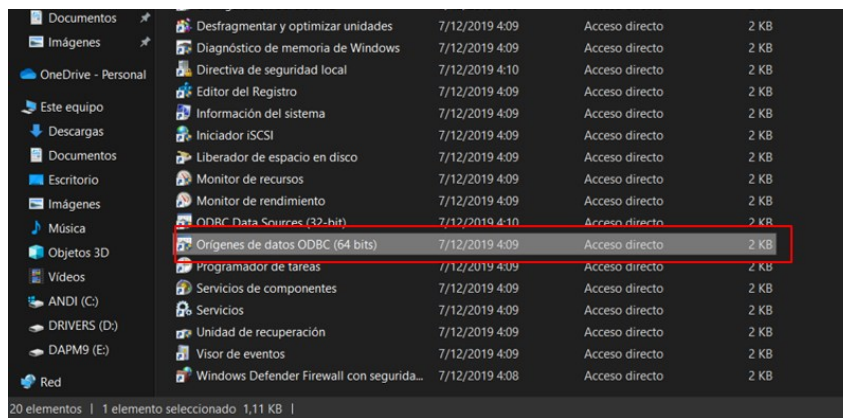 Documentos
Imágenes
OneDrive - Personal
Este equipo
Descargas
Documentos
Escritorio
Imágenes
Música
Objetos 3D
Vídeos
ANDI (C:)
DRIVERS (D:)
DAPM9 (E:)
Red
Desfragmentar y optimizar unidades 7/12/2019 4:09 Acceso directo 2 KB
Diagnóstico de memoria de Windows 7/12/2019 4:09 Acceso directo 2 KB
Directiva de seguridad local 7/12/2019 4:10 Acceso directo 2 KB
Editor del Registro 7/12/2019 4:09 Acceso directo 2 KB
Información del sistema 7/12/2019 4:09 Acceso directo 2 KB
Iniciador iSCSI 7/12/2019 4:09 Acceso directo 2 KB
Liberador de espacio en disco 7/12/2019 4:09 Acceso directo 2 KB
Monitor de recursos 7/12/2019 4:09 Acceso directo 2 KB
Monitor de rendimiento 7/12/2019 4:09 Acceso directo 2 KB
ODBC Data Sources (32-bit) 7/12/2019 4:10 Acceso directo 2 KB
Orígenes de datos ODBC (64 bits) 7/12/2019 4:09 Acceso directo 2 KB
Programador de tareas 7/12/2019 4:09 Acceso directo 2 KB
Servicios de componentes 7/12/2019 4:09 Acceso directo 2 KB
Servicios 7/12/2019 4:09 Acceso directo 2 KB
Unidad de recuperación 7/12/2019 4:09 Acceso directo 2 KB
Visor de eventos 7/12/2019 4:09 Acceso directo 2 KB
Windows Defender Firewall con segurida... 7/12/2019 4:08 Acceso directo 2 KB
20 elementos | 1 elemento seleccionado 1,11 KB |